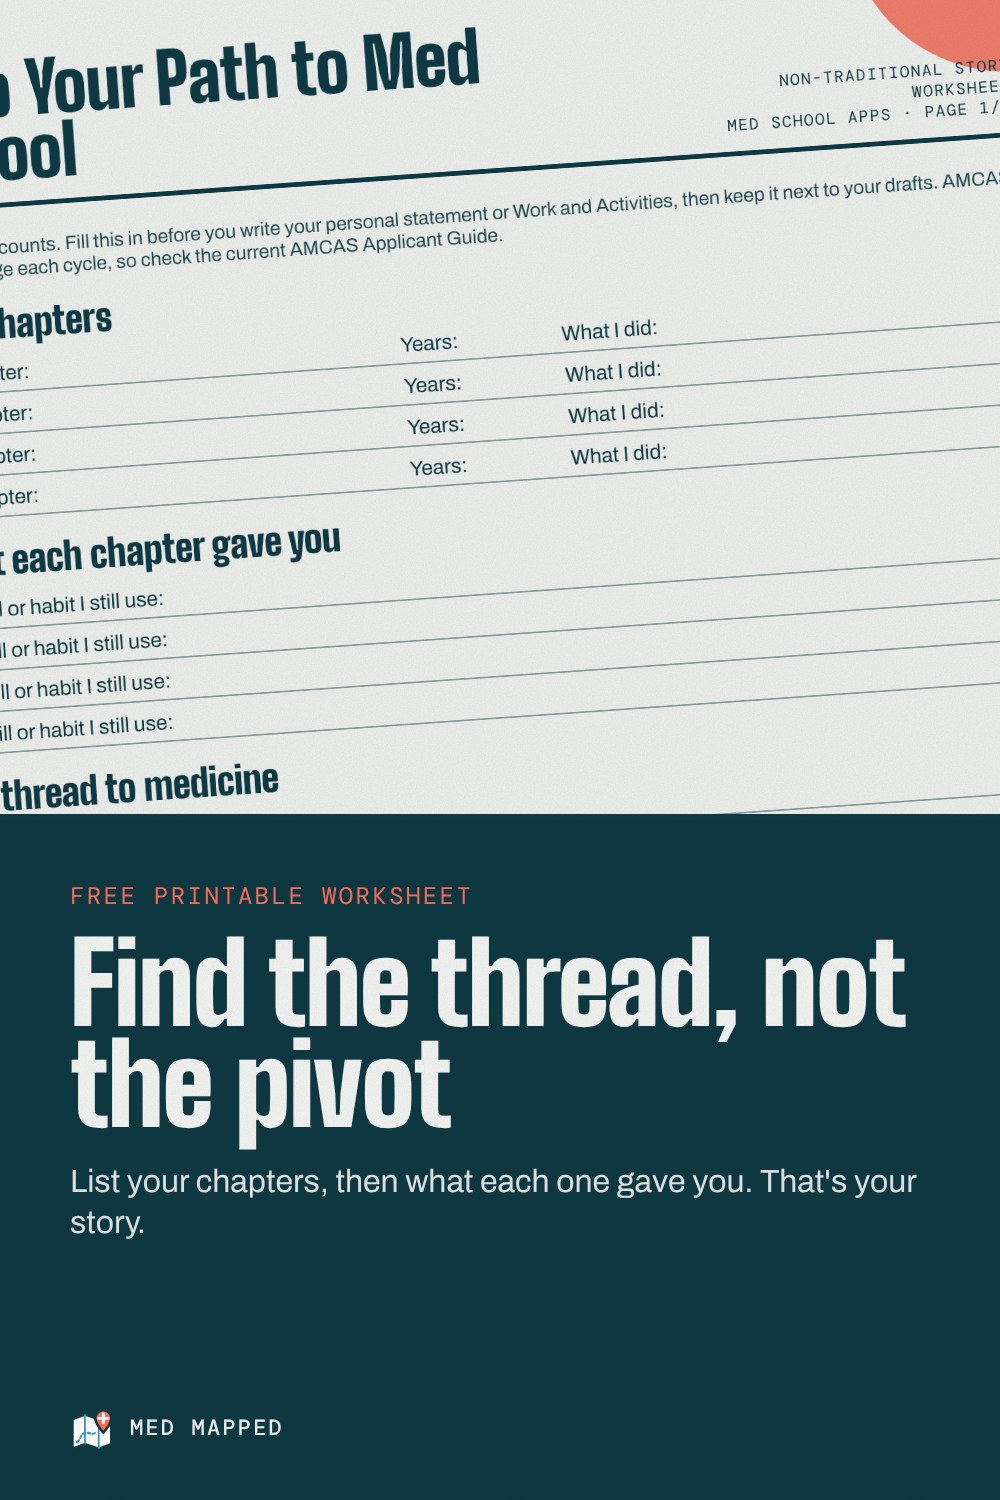 Your Path to Med
ool
NON-TRADITIONAL STOR
WORKSHEE
MED SCHOOL APPS · PAGE 1/
counts. Fill this in before you write your personal statement or Work and Activities, then keep it next to your drafts. AMCAS
ge each cycle, so check the current AMCAS Applicant Guide.
hapters
ter: Years: What I did:
pter: Years: What I did:
pter: Years: What I did:
pter: Years: What I did:
t each chapter gave you
l or habit I still use:
ll or habit I still use:
ll or habit I still use:
ill or habit I still use:
thread to medicine
FREE PRINTABLE WORKSHEET
Find the thread, not
the pivot
List your chapters, then what each one gave you. That's your
story.
MED MAPPED